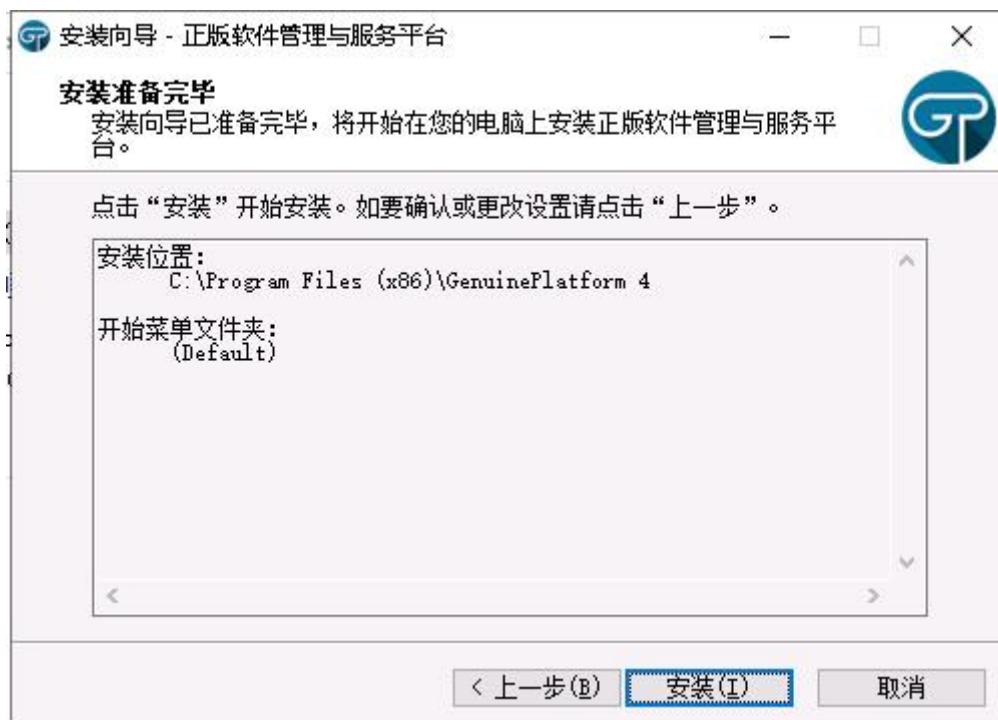 安装向导 - 正版软件管理与服务平台
安装准备完毕
安装向导已准备完毕，将开始在您的电脑上安装正版软件管理与服务平
台。
点击“安装”开始安装。如要确认或更改设置请点击“上一步”。
安装位置：
C:\Program Files (x86)\GenuinePlatform 4
开始菜单文件夹：
(Default)
< 上一步(B)
安装(I)
取消